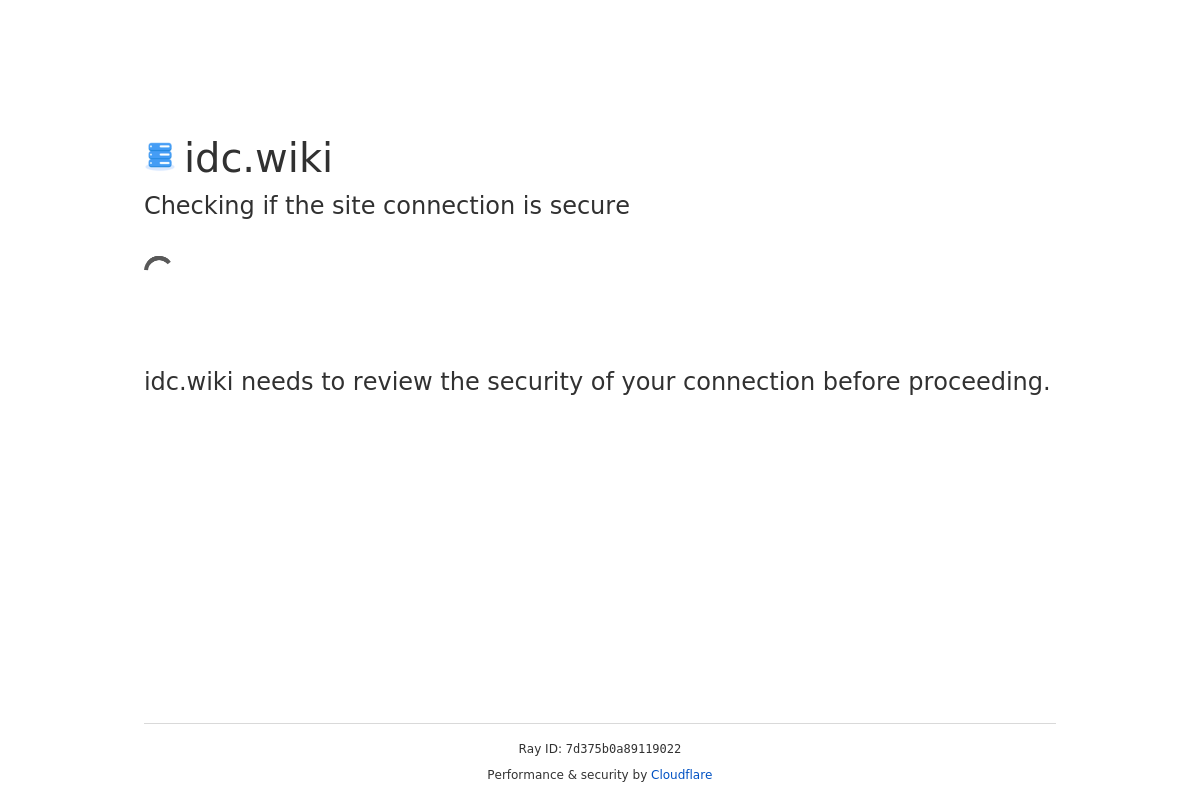 idc.wiki
Checking if the site connection is secure
idc.wiki needs to review the security of your connection before proceeding.
Ray ID: 7d375b0a89119022
Performance & security by Cloudflare